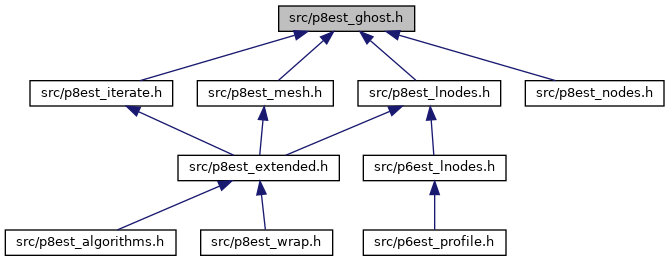 src/p8est_ghost.h
src/p8est_iterate.h
src/p8est_mesh.h
src/p8est_lnodes.h
src/p8est_nodes.h
src/p8est_extended.h
src/p6est_lnodes.h
src/p8est_algorithms.h
src/p8est_wrap.h
src/p6est_profile.h